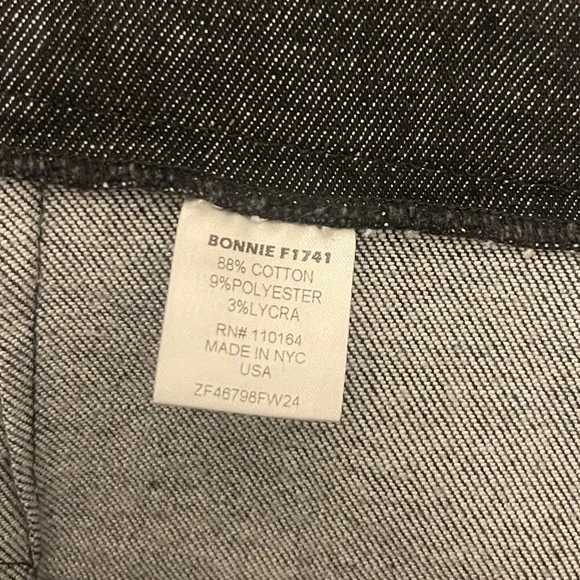 BONNIE F1741
88% COTTON
9%POLYESTER
3%LYCRA
RN# 110164
MADE IN NYC
USA
ZF46798FW24